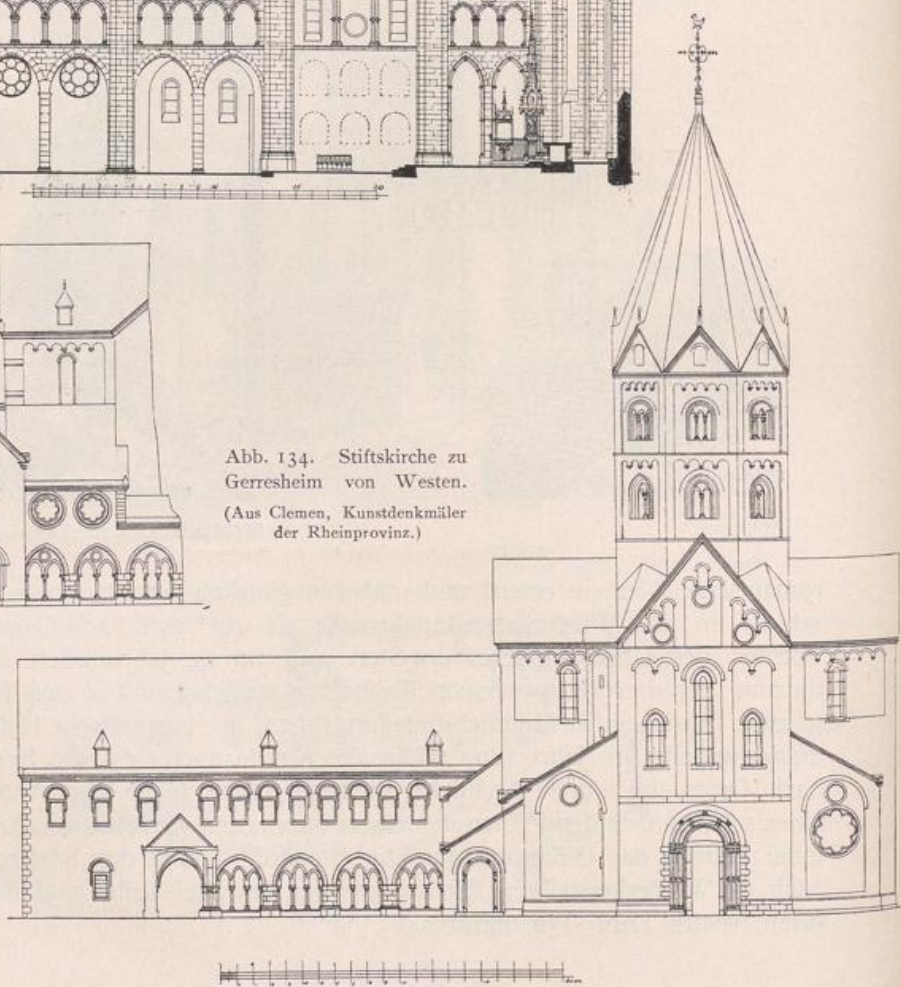 Abb. 134. Stiftskirche zu
Gerresheim von Westen.
(Aus Clemen, Kunstdenkmäler
der Rheinprovinz.)